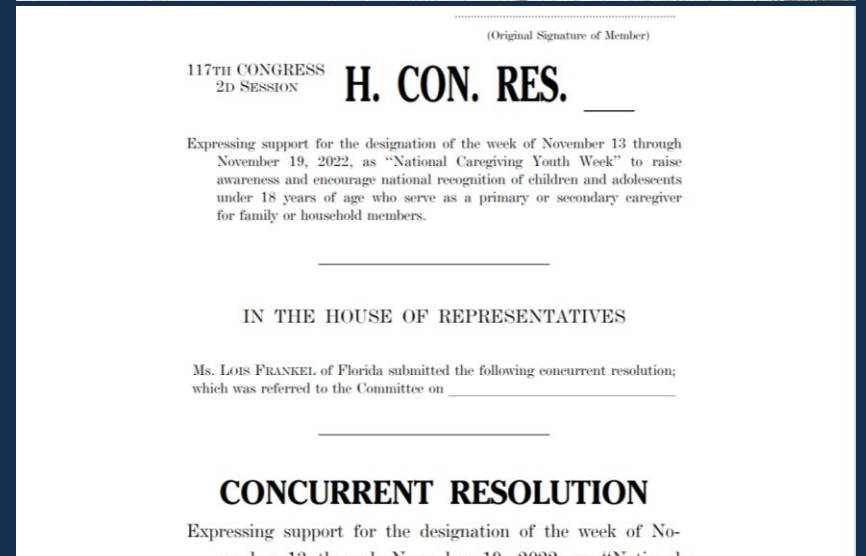 (Original Signature of Member)
117TH CONGRESS
2D SESSION
H. CON. RES.
Expressing support for the designation of the week of November 13 through
November 19, 2022, as “National Caregiving Youth Week” to raise
awareness and encourage national recognition of children and adolescents
under 18 years of age who serve as a primary or secondary caregiver
for family or household members.
IN THE HOUSE OF REPRESENTATIVES
Ms. LOIS FRANKEL of Florida submitted the following concurrent resolution;
which was referred to the Committee on
CONCURRENT RESOLUTION
Expressing support for the designation of the week of No-